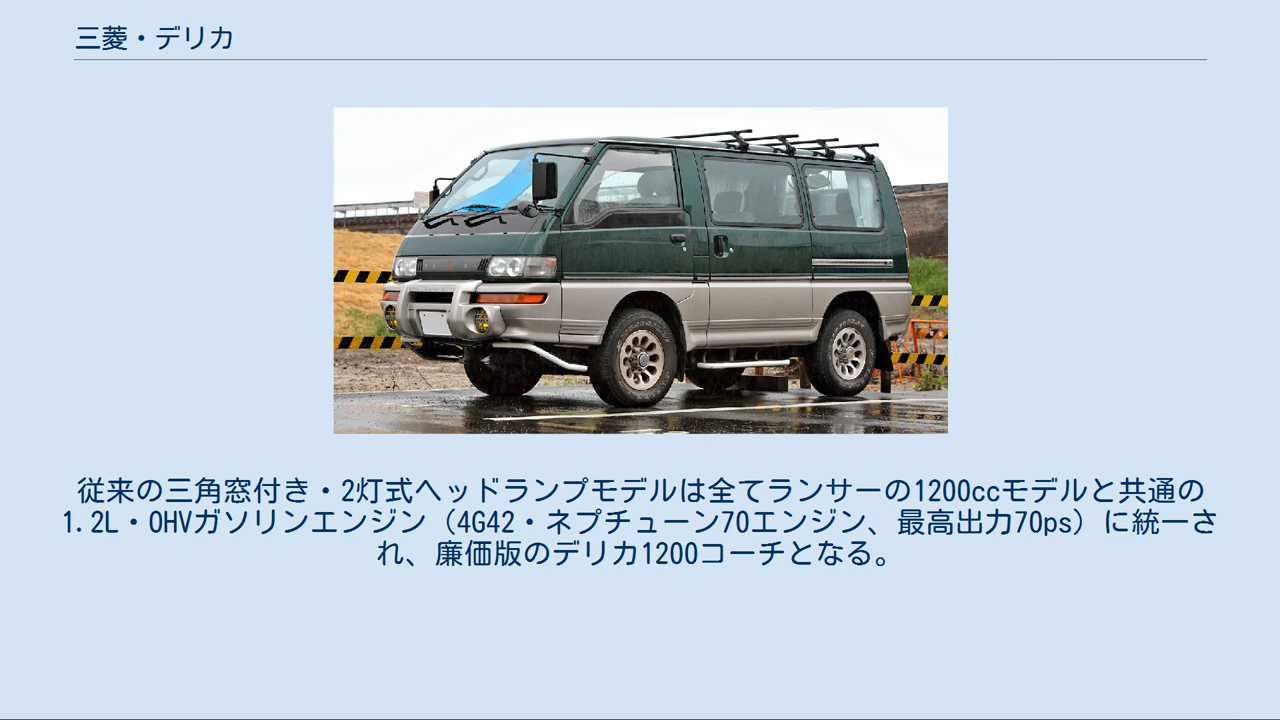 三菱・デリカ
従来の三角窓付き・2灯式ヘッドランプモデルは全てランサーの1200ccモデルと共通の
1.2L・OHVガソリンエンジン（4G42・ネプチューン70エンジン、最高出力70ps）に統一さ
れ、廉価版のデリカ1200コーチとなる。